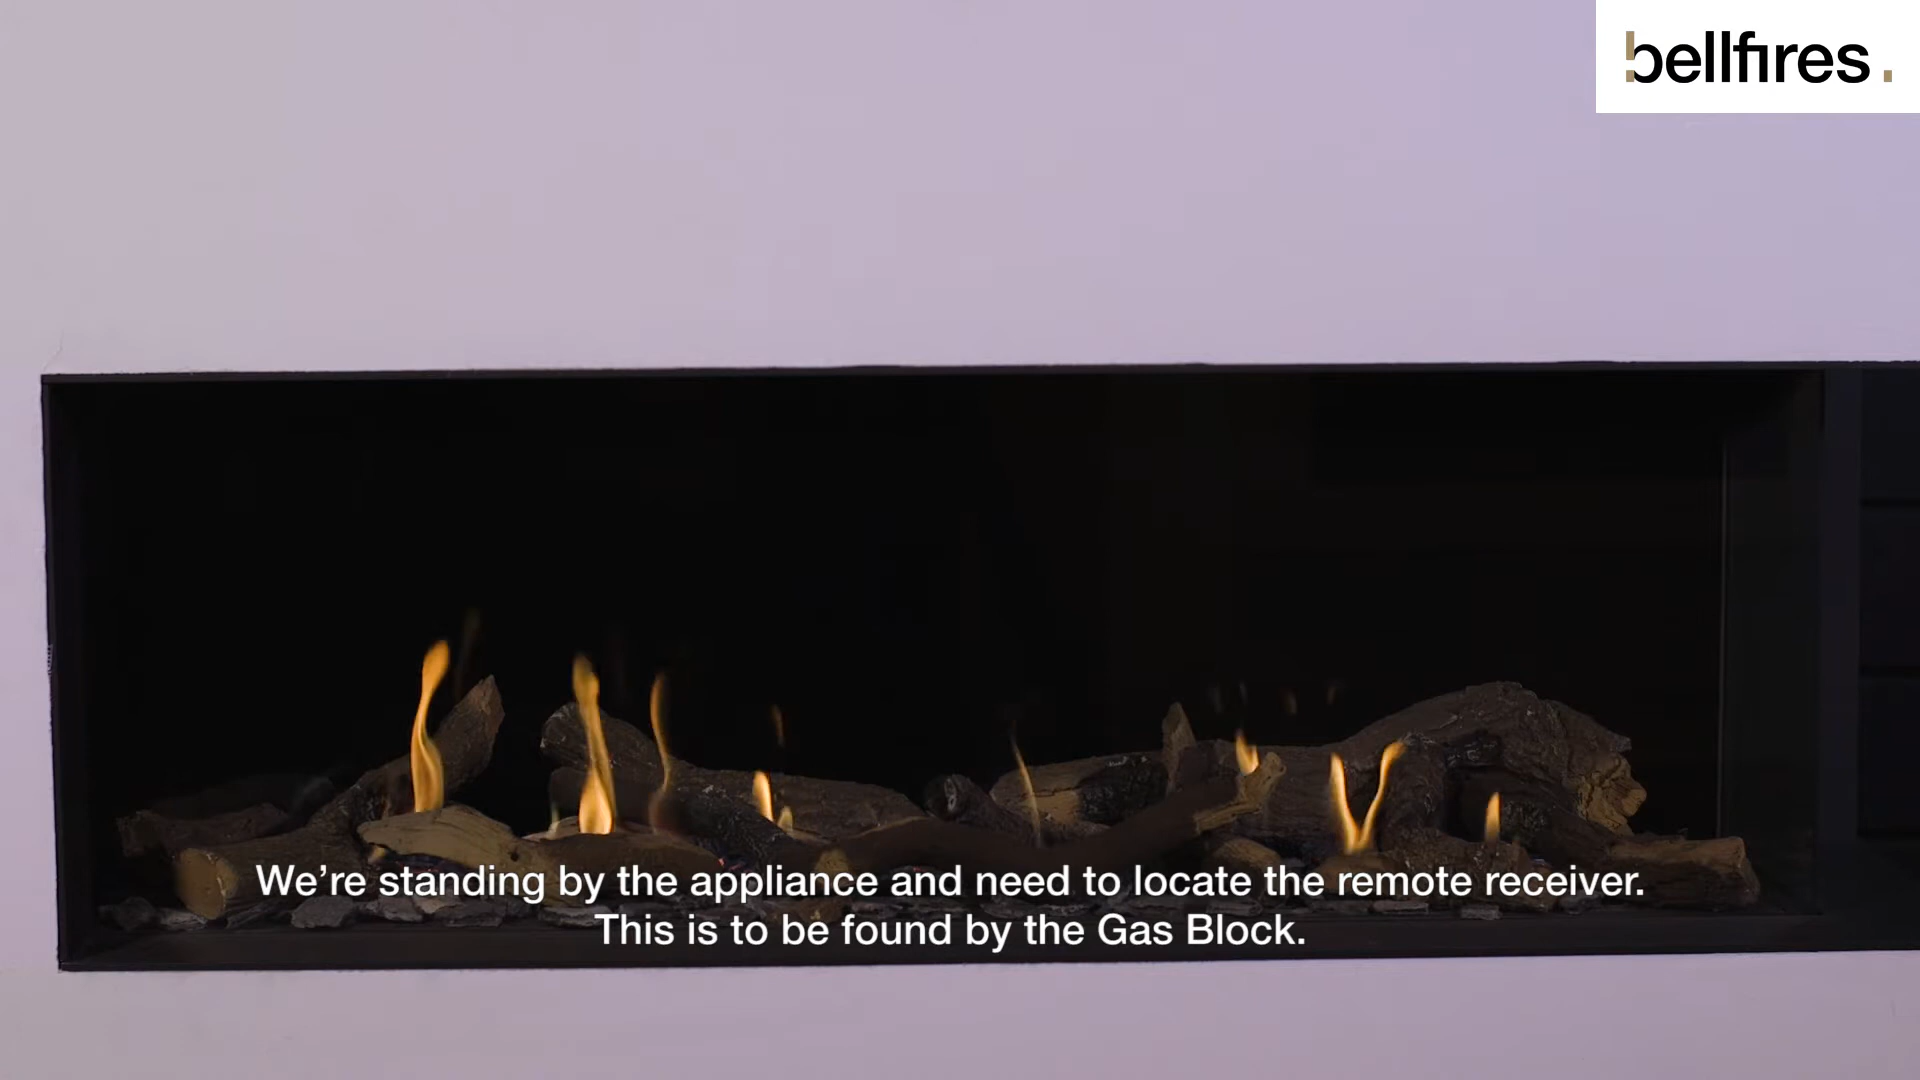 bellfires.
We’re standing by the appliance and need to locate the remote receiver.
This is to be found by the Gas Block.